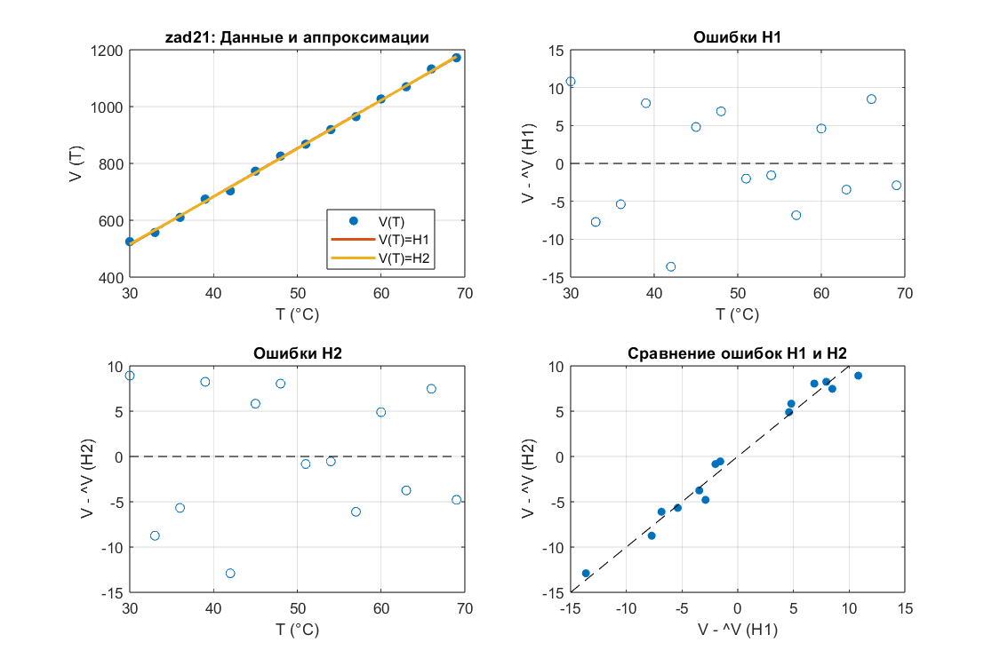 zad21: Данные и аппроксимации
1200
1000
800
600
400
V (T)
V(T)
V(T)=H1
V(T)=H2
30 40 50 60 70
T (°C)
Ошибки H1
15
10
5
0
-5
-10
-15
V - ^V (H1)
30 40 50 60 70
T (°C)
Ошибки H2
10
5
0
-5
-10
-15
V - ^V (H2)
30 40 50 60 70
T (°C)
Сравнение ошибок H1 и H2
10
5
0
-5
-10
-15
V - ^V (H2)
-15 -10 -5 0 5 10 15
V - ^V (H1)